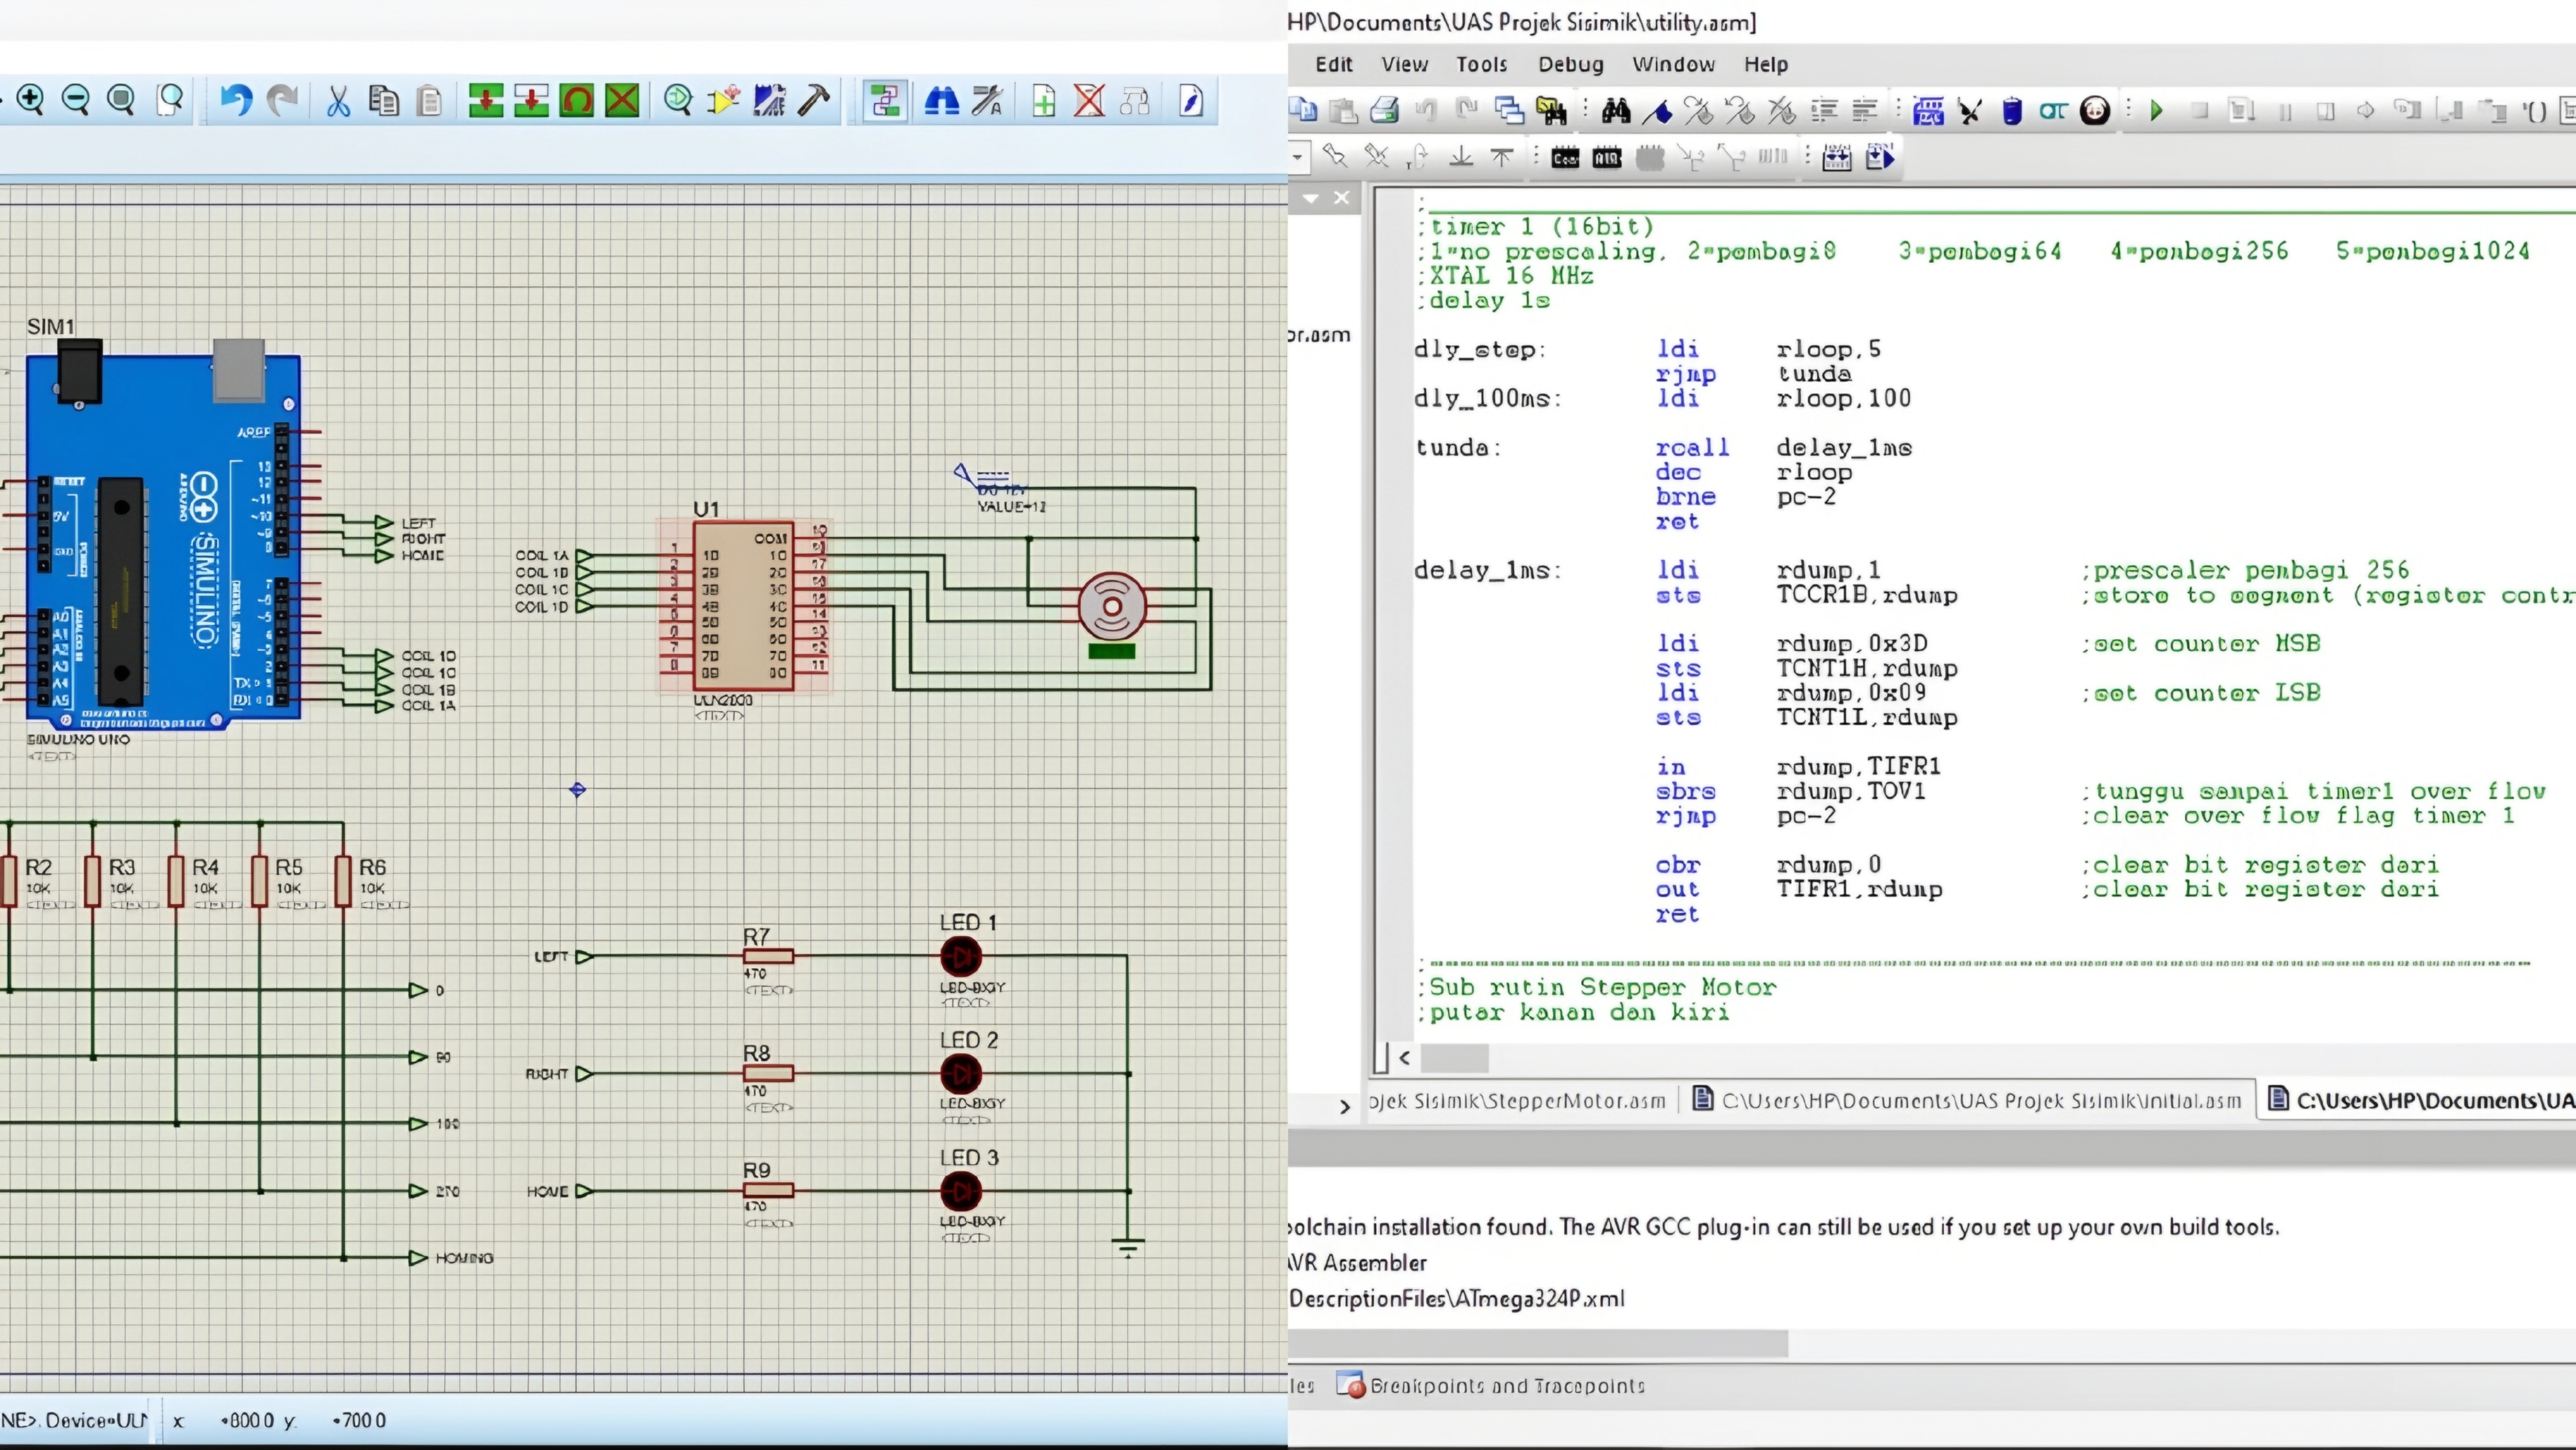 SIM1
AREF
RESET
5V
POWER
ARDUINO
SIMULINO
13
12
~11
~10
~9
8
7
~6
~5
4
~3
2
TX > 1
A0
A1
A2
A3
A4
A5
SIMULINO UNO
<TEXT>
LEFT
RIGHT
HOME
COIL 1D
COIL 1C
COIL 1B
COIL 1A
VALUE=12
U1
COIL 1A
COIL 1B
COIL 1C
COIL 1D
1
COM
1B 1C
2B 2C 17
3B 3C
4B 4C 15
5B 5C 14
7B 7C
11
<TEXT>
R2
10K
<TEXT>
R3
10K
<TEXT>
R4
10K
<TEXT>
R5
10K
<TEXT>
R6
10K
<TEXT>
0
90
270
HOMING
LEFT
R7
470
<TEXT>
LED 1
<TEXT>
RIGHT
R8
470
<TEXT>
LED 2
<TEXT>
HOME
R9
470
<TEXT>
LED 3
<TEXT>
NE>. Device=ULN
x: +800.0 y: +700.0
HP\Documents\UAS Projek Sisimik\utility.asm]
Edit View Tools Debug Window Help
or.asm
;timer 1 (16bit)
;1=no prescaling, 2=pembagi8 3=pembagi64 4=pembagi256 5=pembagi1024
;XTAL 16 MHz
;delay 1s
dly_step: ldi rloop,5
rjmp tunda
dly_100ms: ldi rloop,100
tunda: rcall delay_1ms
dec rloop
brne pc-2
ret
delay_1ms: ldi rdump,1 ;prescaler pembagi 256
sts TCCR1B,rdump ;store to segment (register contr
ldi rdump,0x3D ;set counter MSB
sts TCNT1H,rdump
ldi rdump,0x09 ;set counter LSB
sts TCNT1L,rdump
in rdump,TIFR1
sbrs rdump,TOV1 ;tunggu sampai timer1 over flow
rjmp pc-2 ;clear over flow flag timer 1
cbr rdump,0 ;clear bit register dari
out TIFR1,rdump ;clear bit register dari
ret
;Sub rutin Stepper Motor
;putar kanan dan kiri
ojek Sisimik\StepperMotor.asm C:\Users\HP\Documents\UAS Projek Sisimik\Initial.asm C:\Users\HP\Documents\UA
oolchain installation found. The AVR GCC plug-in can still be used if you set up your own build tools.
AVR Assembler
DescriptionFiles\ATmega324P.xml
les Breakpoints and Tracepoints